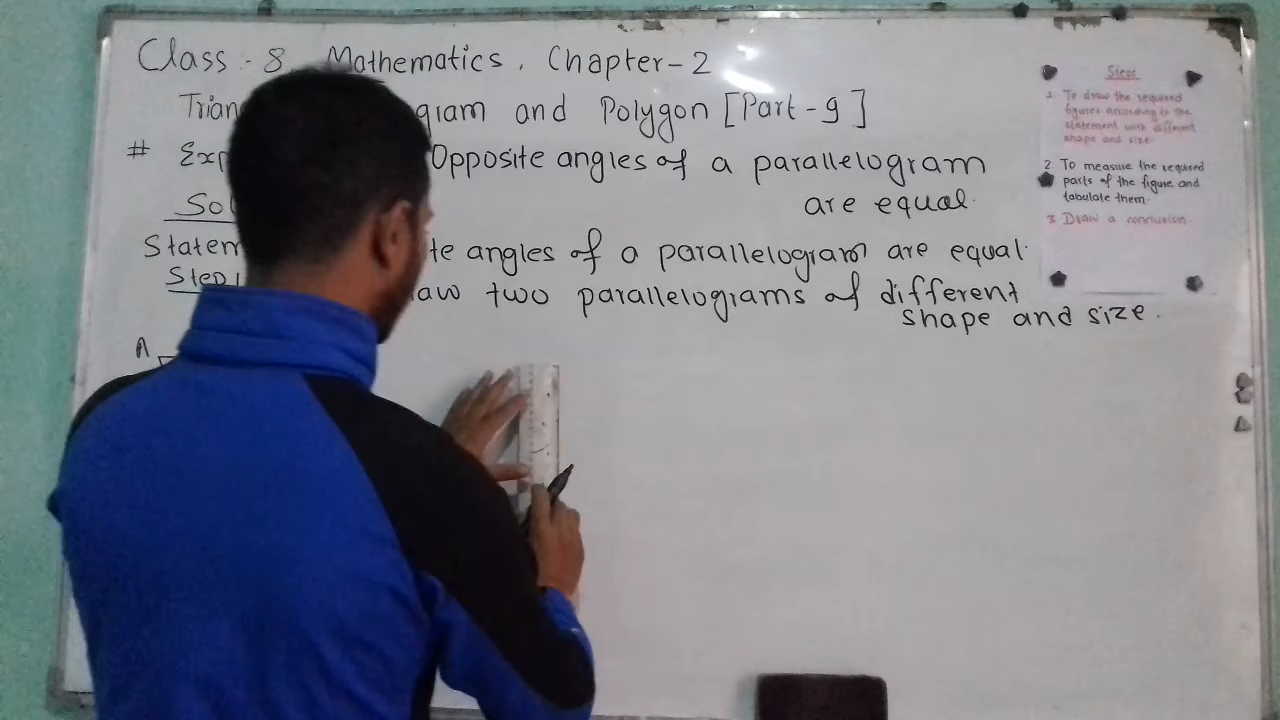 Class - 8 Mathematics, Chapter-2
Trian gram and Polygon [Part-9]
# Exp Opposite angles of a parallelogram
are equal.
Sol
Statem te angles of a parallelogram are equal.
Step 1 aw two parallelograms of different
shape and size.
A
Steps
1. To draw the required
figures according to the
statement with different
shape and size.
2. To measure the required
parts of the figure and
tabulate them.
3. Draw a conclusion.